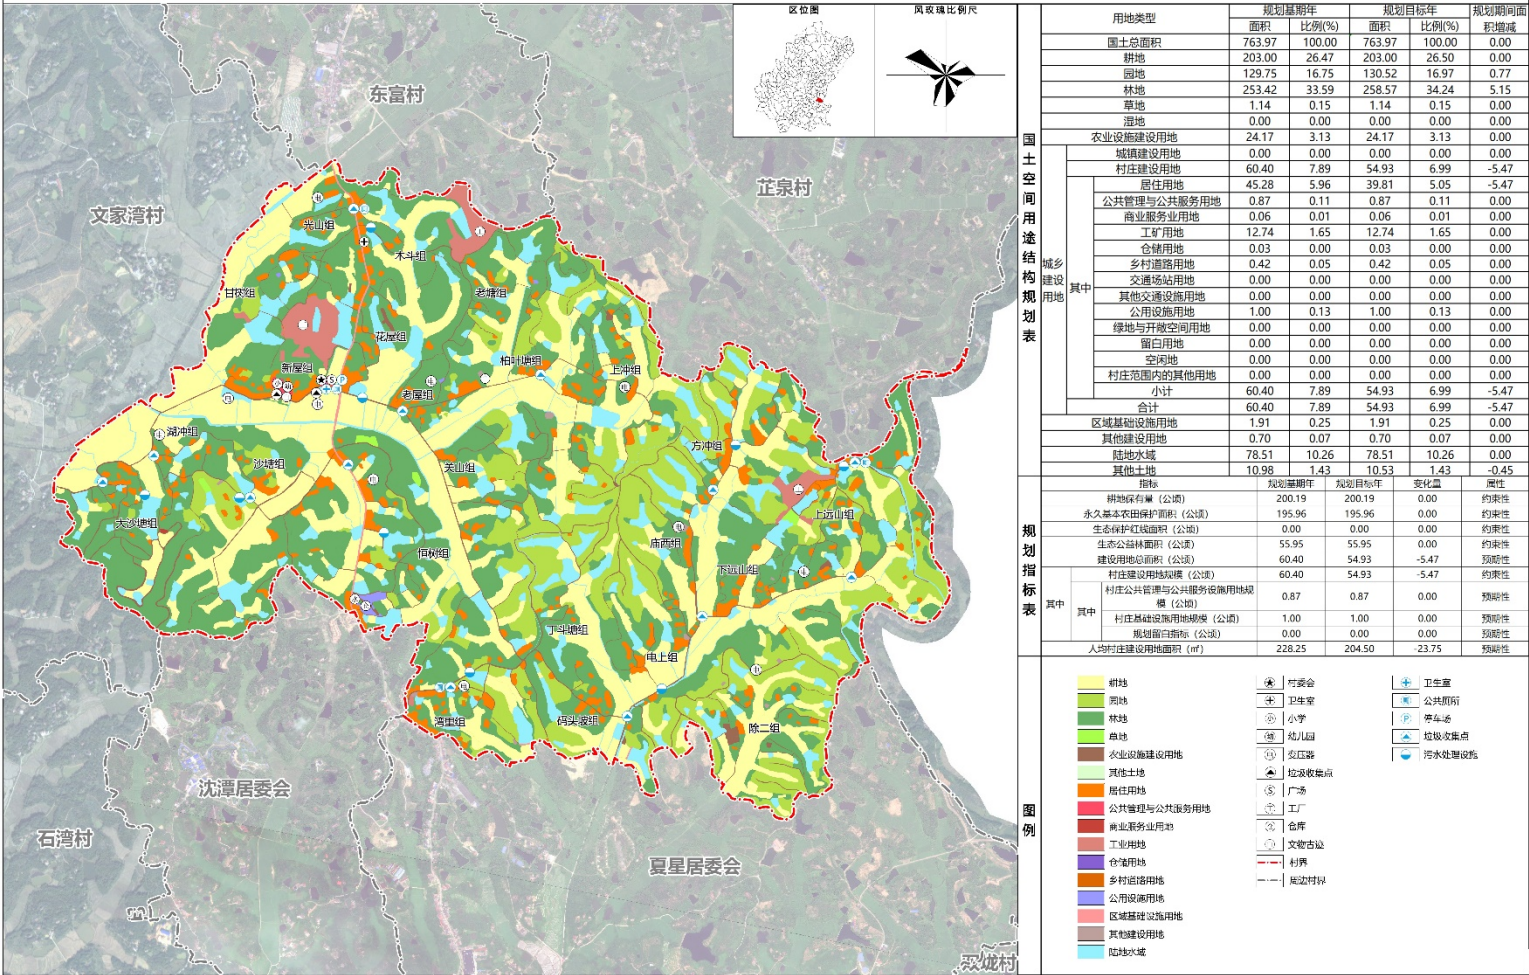 区位图
风玫瑰比例尺
东富村
芷泉村
文家湾村
沈潭居委会
石湾村
夏星居委会
双垅村
光山组
木斗组
甘树组
老塘组
花屋组
柏叶塘组
新屋组
上冲组
老屋组
湖冲组
沙塘组
关山组
方冲组
大沙塘组
上远山组
庙西组
恒树组
下远山组
丁斗塘组
电上组
湾里组
码头坡组
除二组
国土空间用途结构规划表
用地类型 规划基期年 规划目标年 规划期间面积增减
面积 比例(%) 面积 比例(%)
国土总面积 763.97 100.00 763.97 100.00 0.00
耕地 203.00 26.47 203.00 26.50 0.00
园地 129.75 16.75 130.52 16.97 0.77
林地 253.42 33.59 258.57 34.24 5.15
草地 1.14 0.15 1.14 0.15 0.00
湿地 0.00 0.00 0.00 0.00 0.00
农业设施建设用地 24.17 3.13 24.17 3.13 0.00
城乡建设用地
城镇建设用地 0.00 0.00 0.00 0.00 0.00
村庄建设用地 60.40 7.89 54.93 6.99 -5.47
其中
居住用地 45.28 5.96 39.81 5.05 -5.47
公共管理与公共服务用地 0.87 0.11 0.87 0.11 0.00
商业服务业用地 0.06 0.01 0.06 0.01 0.00
工矿用地 12.74 1.65 12.74 1.65 0.00
仓储用地 0.03 0.00 0.03 0.00 0.00
乡村道路用地 0.42 0.05 0.42 0.05 0.00
交通场站用地 0.00 0.00 0.00 0.00 0.00
其他交通设施用地 0.00 0.00 0.00 0.00 0.00
公用设施用地 1.00 0.13 1.00 0.13 0.00
绿地与开敞空间用地 0.00 0.00 0.00 0.00 0.00
留白用地 0.00 0.00 0.00 0.00 0.00
空闲地 0.00 0.00 0.00 0.00 0.00
村庄范围内的其他用地 0.00 0.00 0.00 0.00 0.00
小计 60.40 7.89 54.93 6.99 -5.47
合计 60.40 7.89 54.93 6.99 -5.47
区域基础设施用地 1.91 0.25 1.91 0.25 0.00
其他建设用地 0.70 0.07 0.70 0.07 0.00
陆地水域 78.51 10.26 78.51 10.26 0.00
其他土地 10.98 1.43 10.53 1.43 -0.45
规划指标表
指标 规划基期年 规划目标年 变化量 属性
耕地保有量（公顷） 200.19 200.19 0.00 约束性
永久基本农田保护面积（公顷） 195.96 195.96 0.00 约束性
生态保护红线面积（公顷） 0.00 0.00 0.00 约束性
生态公益林面积（公顷） 55.95 55.95 0.00 约束性
建设用地总面积（公顷） 60.40 54.93 -5.47 预期性
其中
村庄建设用地规模（公顷） 60.40 54.93 -5.47 约束性
其中
村庄公共管理与公共服务设施用地规模（公顷） 0.87 0.87 0.00 预期性
村庄基础设施用地规模（公顷） 1.00 1.00 0.00 预期性
规划留白指标（公顷） 0.00 0.00 0.00 预期性
人均村庄建设用地面积（㎡） 228.25 204.50 -23.75 预期性
图例
耕地
园地
林地
草地
农业设施建设用地
其他土地
居住用地
公共管理与公共服务用地
商业服务业用地
工业用地
仓储用地
乡村道路用地
公用设施用地
区域基础设施用地
其他建设用地
陆地水域
村委会
卫生室
小学
幼儿园
变压器
垃圾收集点
广场
工厂
仓库
文物古迹
村界
周边村界
卫生室
公共厕所
停车场
垃圾收集点
污水处理设施